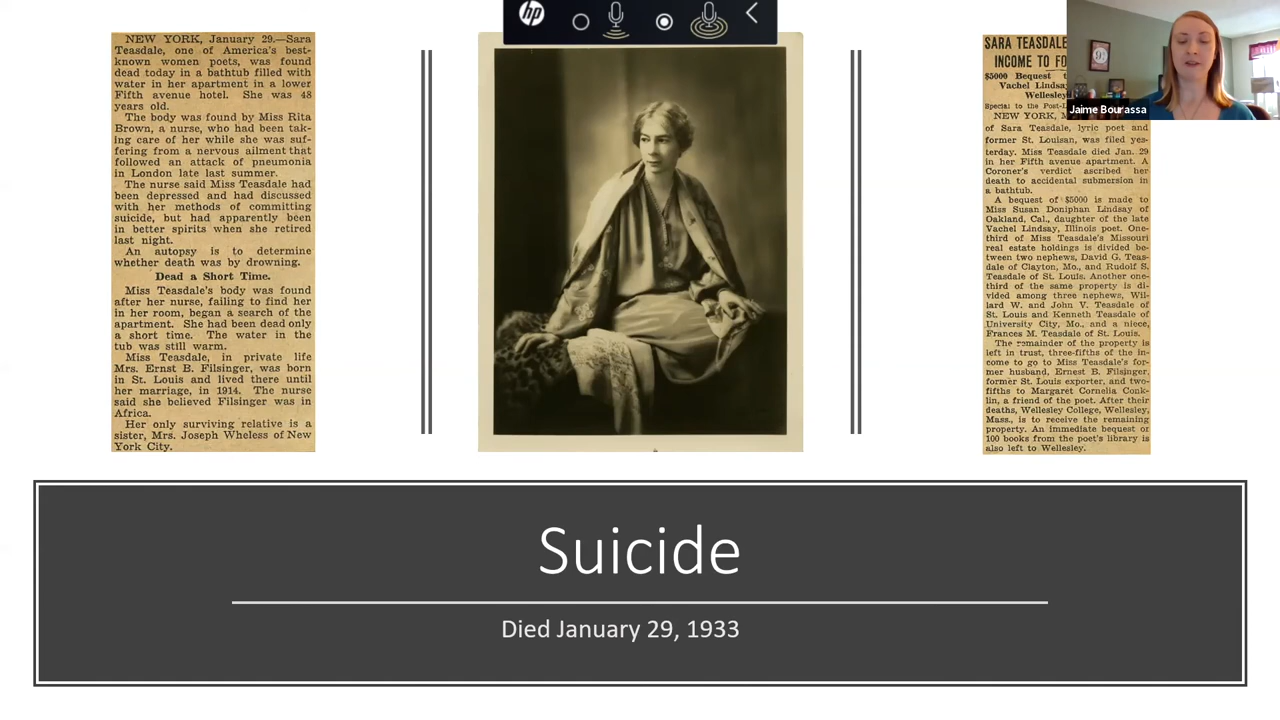 NEW YORK, January 29.—Sara
Teasdale, one of America's best-
known women poets, was found
dead today in a bathtub filled with
water in her apartment in a lower
Fifth avenue hotel. She was 48
years old.
The body was found by Miss Rita
Brown, a nurse, who had been tak-
ing care of her while she was suf-
fering from a nervous ailment that
followed an attack of pneumonia
in London late last summer.
The nurse said Miss Teasdale had
been depressed and had discussed
with her methods of committing
suicide, but had apparently been
in better spirits when she retired
last night.
An autopsy is to determine
whether death was by drowning.
Dead a Short Time.
Miss Teasdale's body was found
after her nurse, failing to find her
in her room, began a search of the
apartment. She had been dead only
a short time. The water in the
tub was still warm.
Miss Teasdale, in private life
Mrs. Ernst B. Filsinger, was born
in St. Louis and lived there until
her marriage, in 1914. The nurse
said she believed Filsinger was in
Africa.
Her only surviving relative is a
sister, Mrs. Joseph Wheless of New
York City.
hp
SARA TEASDALE
INCOME TO FO
$5000 Bequest t
Vachel Lindsa
Wellesley
Special to the Post-D
NEW YORK, M
of Sara Teasdale, lyric poet and
former St. Louisan, was filed yes-
terday. Miss Teasdale died Jan. 29
in her Fifth avenue apartment. A
Coroner's verdict ascribed her
death to accidental submersion in
a bathtub.
A bequest of $5000 is made to
Miss Susan Doniphan Lindsay of
Oakland, Cal., daughter of the late
Vachel Lindsay, Illinois poet. One-
third of Miss Teasdale's Missouri
real estate holdings is divided be-
tween two nephews, David G. Teas-
dale of Clayton, Mo., and Rudolf S.
Teasdale of St. Louis. Another one-
third of the same property is di-
vided among three nephews, Wil-
lard W. and John V. Teasdale of
St. Louis and Kenneth Teasdale of
University City, Mo., and a niece,
Frances M. Teasdale of St. Louis.
The remainder of the property is
left in trust, three-fifths of the in-
come to go to Miss Teasdale's for-
mer husband, Ernest B. Filsinger,
former St. Louis exporter, and two-
fifths to Margaret Cornelia Conk-
lin, a friend of the poet. After their
deaths, Wellesley College, Wellesley,
Mass., is to receive the remaining
property. An immediate bequest or
100 books from the poet's library is
also left to Wellesley.
Jaime Bourassa
Suicide
Died January 29, 1933